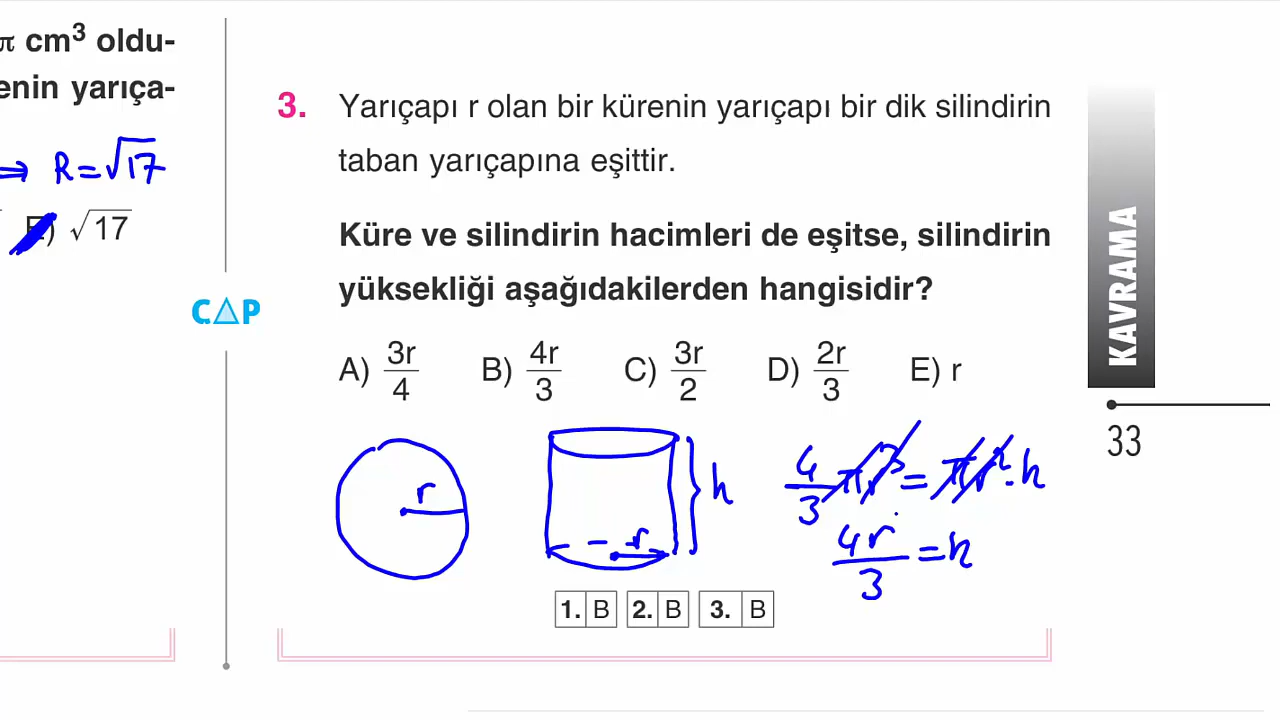 π cm³ oldu-
enin yarıça-
⇒ R=√17
E) √17
CAP
3. Yarıçapı r olan bir kürenin yarıçapı bir dik silindirin
taban yarıçapına eşittir.
Küre ve silindirin hacimleri de eşitse, silindirin
yüksekliği aşağıdakilerden hangisidir?
A) 3r/4 B) 4r/3 C) 3r/2 D) 2r/3 E) r
r
r
h
4/3 πr³ = πr².h
4r/3 = h
1. B 2. B 3. B
KAVRAMA
33